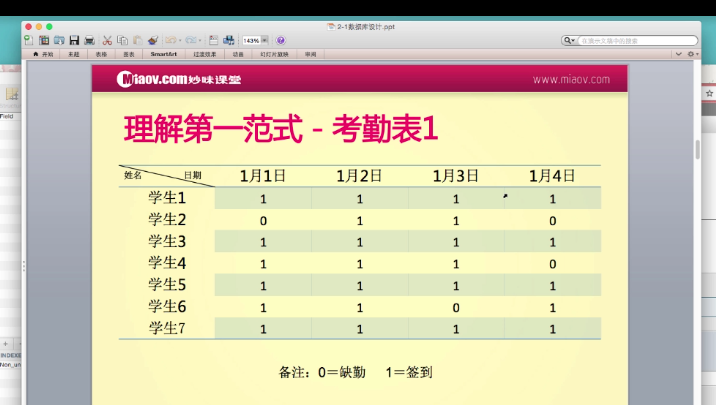 2-1数据库设计.ppt
143%
在演示文稿中的搜索
开始 主题 表格 图表 SmartArt 过渡效果 动画 幻灯片放映 审阅
Field
Miaov.com妙味课堂
www.miaov.com
理解第一范式 - 考勤表1
姓名 日期 1月1日 1月2日 1月3日 1月4日
学生1 1 1 1 1
学生2 0 1 1 0
学生3 1 1 1 1
学生4 1 1 1 0
学生5 1 1 1 1
学生6 1 1 0 1
学生7 1 1 1 1
INDEXE
Non_un
备注：0＝缺勤 1＝签到